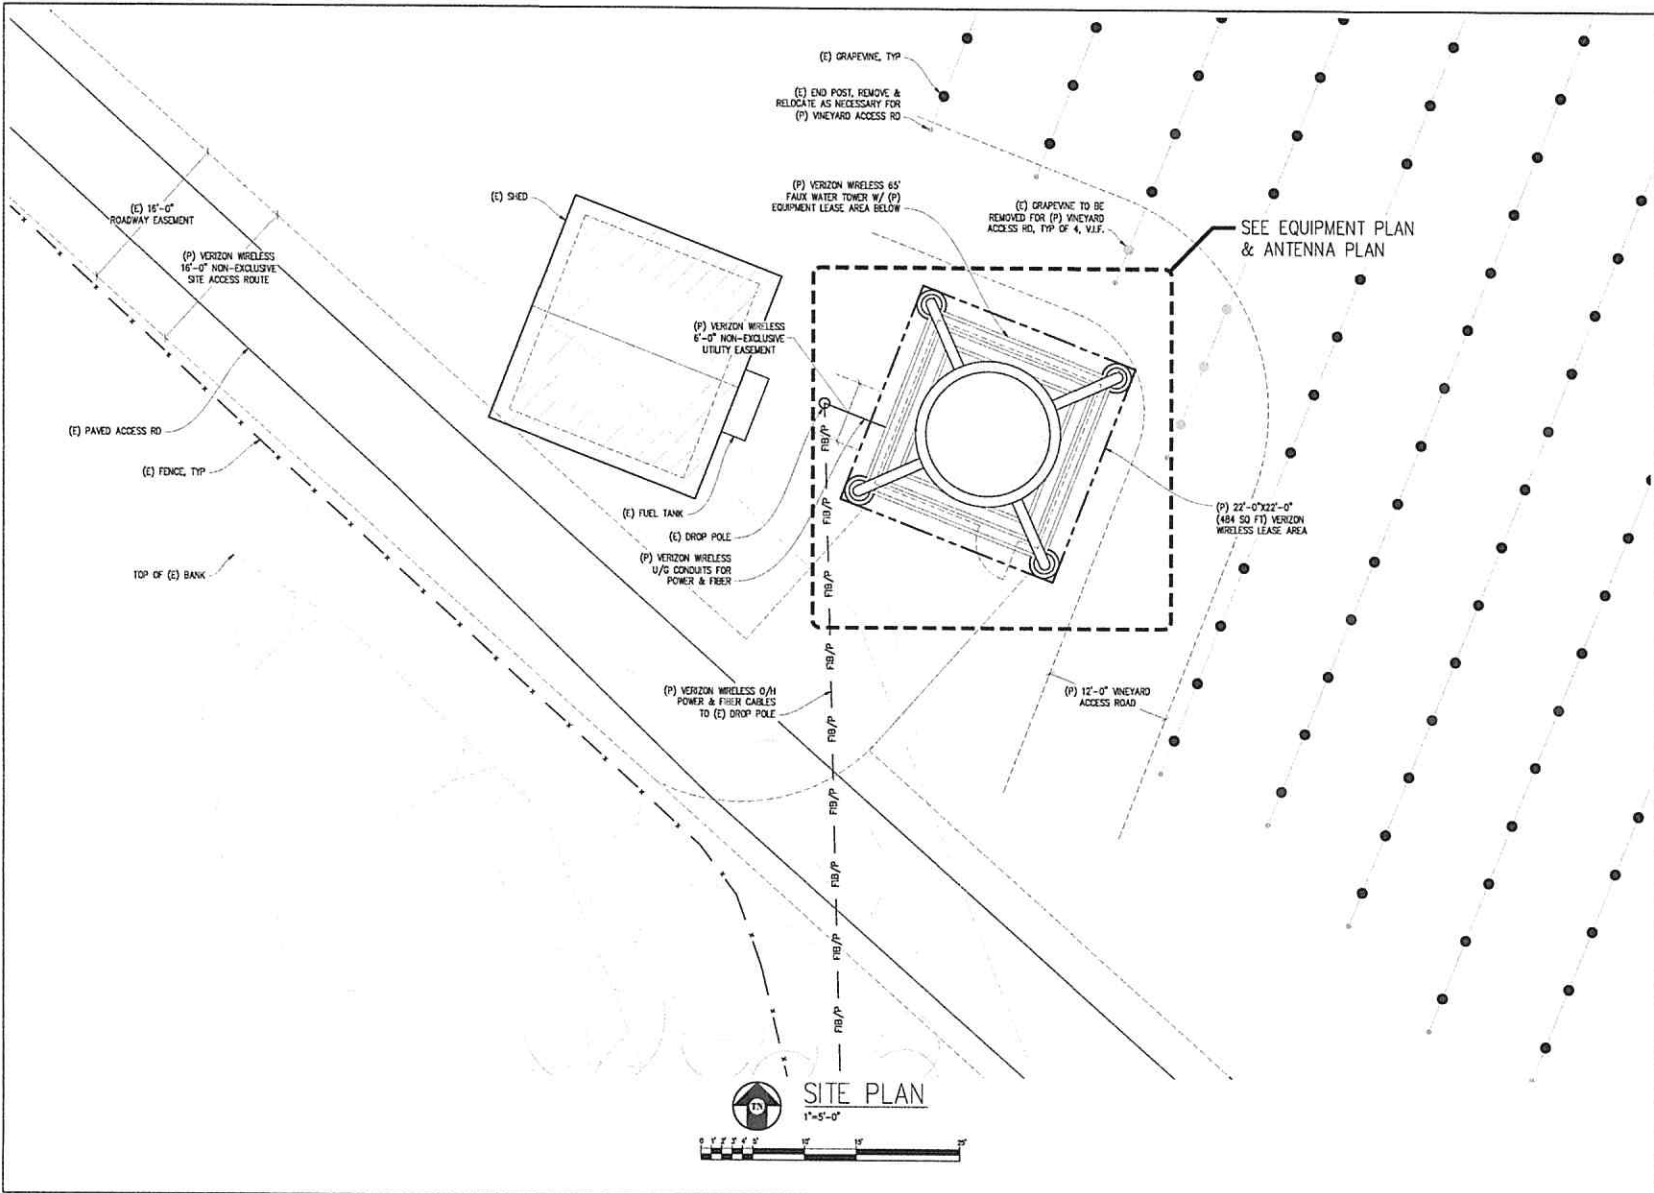 (E) GRAPEVINE, TYP
(E) END POST, REMOVE &
RELOCATE AS NECESSARY FOR
(P) VINEYARD ACCESS RD
(P) VERIZON WIRELESS 65'
FAUX WATER TOWER W/ (P)
EQUIPMENT LEASE AREA BELOW
(E) GRAPEVINE TO BE
REMOVED FOR (P) VINEYARD
ACCESS RD, TYP OF 4, V.I.F.
SEE EQUIPMENT PLAN
& ANTENNA PLAN
(E) SHED
(E) 16'-0"
ROADWAY EASEMENT
(P) VERIZON WIRELESS
16'-0" NON-EXCLUSIVE
SITE ACCESS ROUTE
(P) VERIZON WIRELESS
6'-0" NON-EXCLUSIVE
UTILITY EASEMENT
(E) PAVED ACCESS RD
(E) FENCE, TYP
(E) FUEL TANK
(E) DROP POLE
(P) VERIZON WIRELESS
U/G CONDUITS FOR
POWER & FIBER
TOP OF (E) BANK
(P) 22'-0"X22'-0"
(484 SQ FT) VERIZON
WIRELESS LEASE AREA
(P) VERIZON WIRELESS O/H
POWER & FIBER CABLES
TO (E) DROP POLE
(P) 12'-0" VINEYARD
ACCESS ROAD
FIB/P
FIB/P
FIB/P
FIB/P
FIB/P
FIB/P
FIB/P
FIB/P
FIB/P
TN
SITE PLAN
1"=5'-0"
0 1' 2' 3' 4' 5' 10' 15' 25'